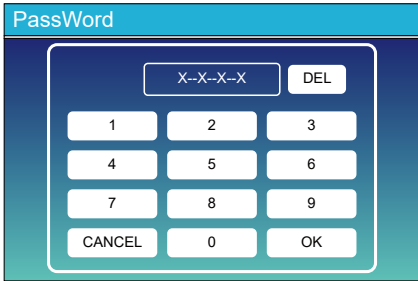 PassWord
X--X--X--X DEL
1 2 3
4 5 6
7 8 9
CANCEL 0 OK